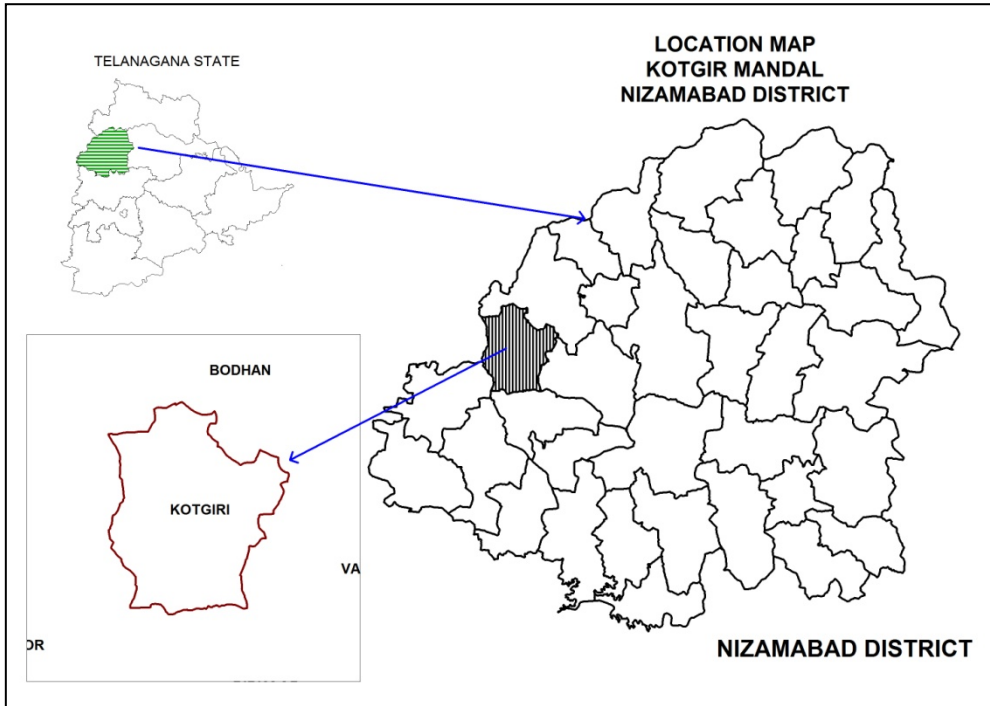 TELANAGANA STATE
LOCATION MAP
KOTGIR MANDAL
NIZAMABAD DISTRICT
BODHAN
KOTGIRI
VA
OR
NIZAMABAD DISTRICT